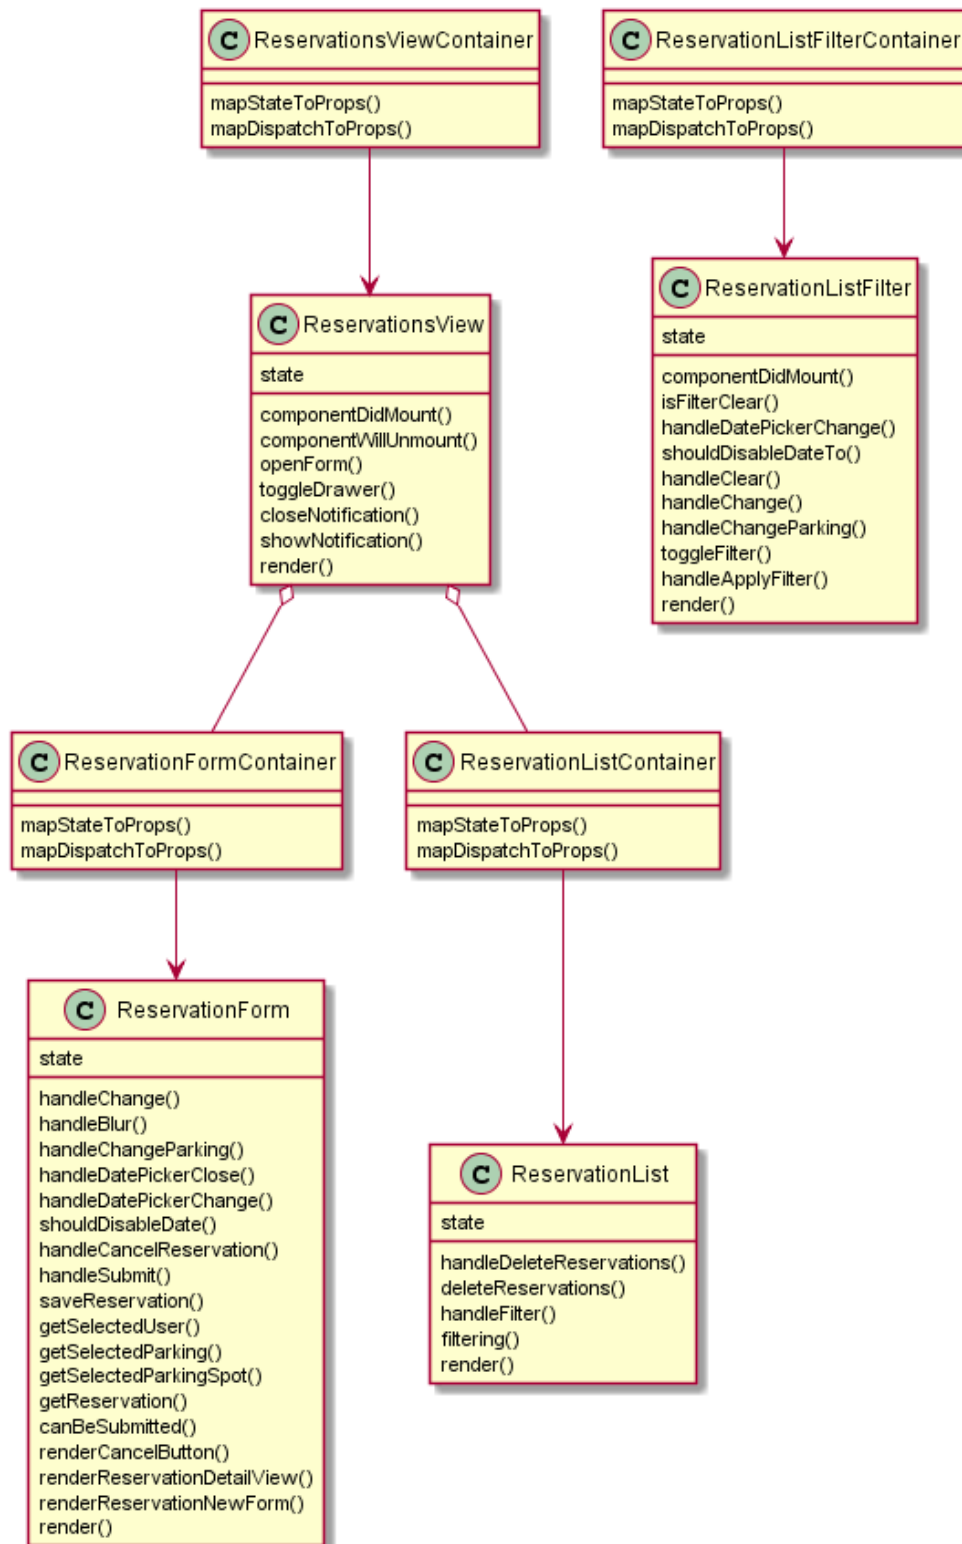 C ReservationsViewContainer
mapStateToProps()
mapDispatchToProps()
C ReservationListFilterContainer
mapStateToProps()
mapDispatchToProps()
C ReservationsView
state
componentDidMount()
componentWillUnmount()
openForm()
toggleDrawer()
closeNotification()
showNotification()
render()
C ReservationListFilter
state
componentDidMount()
isFilterClear()
handleDatePickerChange()
shouldDisableDateTo()
handleClear()
handleChange()
handleChangeParking()
toggleFilter()
handleApplyFilter()
render()
C ReservationFormContainer
mapStateToProps()
mapDispatchToProps()
C ReservationListContainer
mapStateToProps()
mapDispatchToProps()
C ReservationForm
state
handleChange()
handleBlur()
handleChangeParking()
handleDatePickerClose()
handleDatePickerChange()
shouldDisableDate()
handleCancelReservation()
handleSubmit()
saveReservation()
getSelectedUser()
getSelectedParking()
getSelectedParkingSpot()
getReservation()
canBeSubmitted()
renderCancelButton()
renderReservationDetailView()
renderReservationNewForm()
render()
C ReservationList
state
handleDeleteReservations()
deleteReservations()
handleFilter()
filtering()
render()